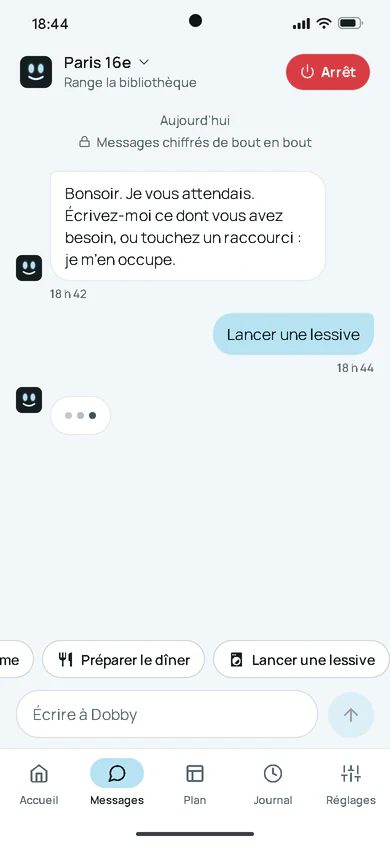 18:44
Paris 16e
Range la bibliothèque
Arrêt
Aujourd'hui
Messages chiffrés de bout en bout
Bonsoir. Je vous attendais.
Écrivez-moi ce dont vous avez
besoin, ou touchez un raccourci :
je m'en occupe.
18 h 42
Lancer une lessive
18 h 44
me
Préparer le dîner
Lancer une lessive
Écrire à Dobby
Accueil
Messages
Plan
Journal
Réglages